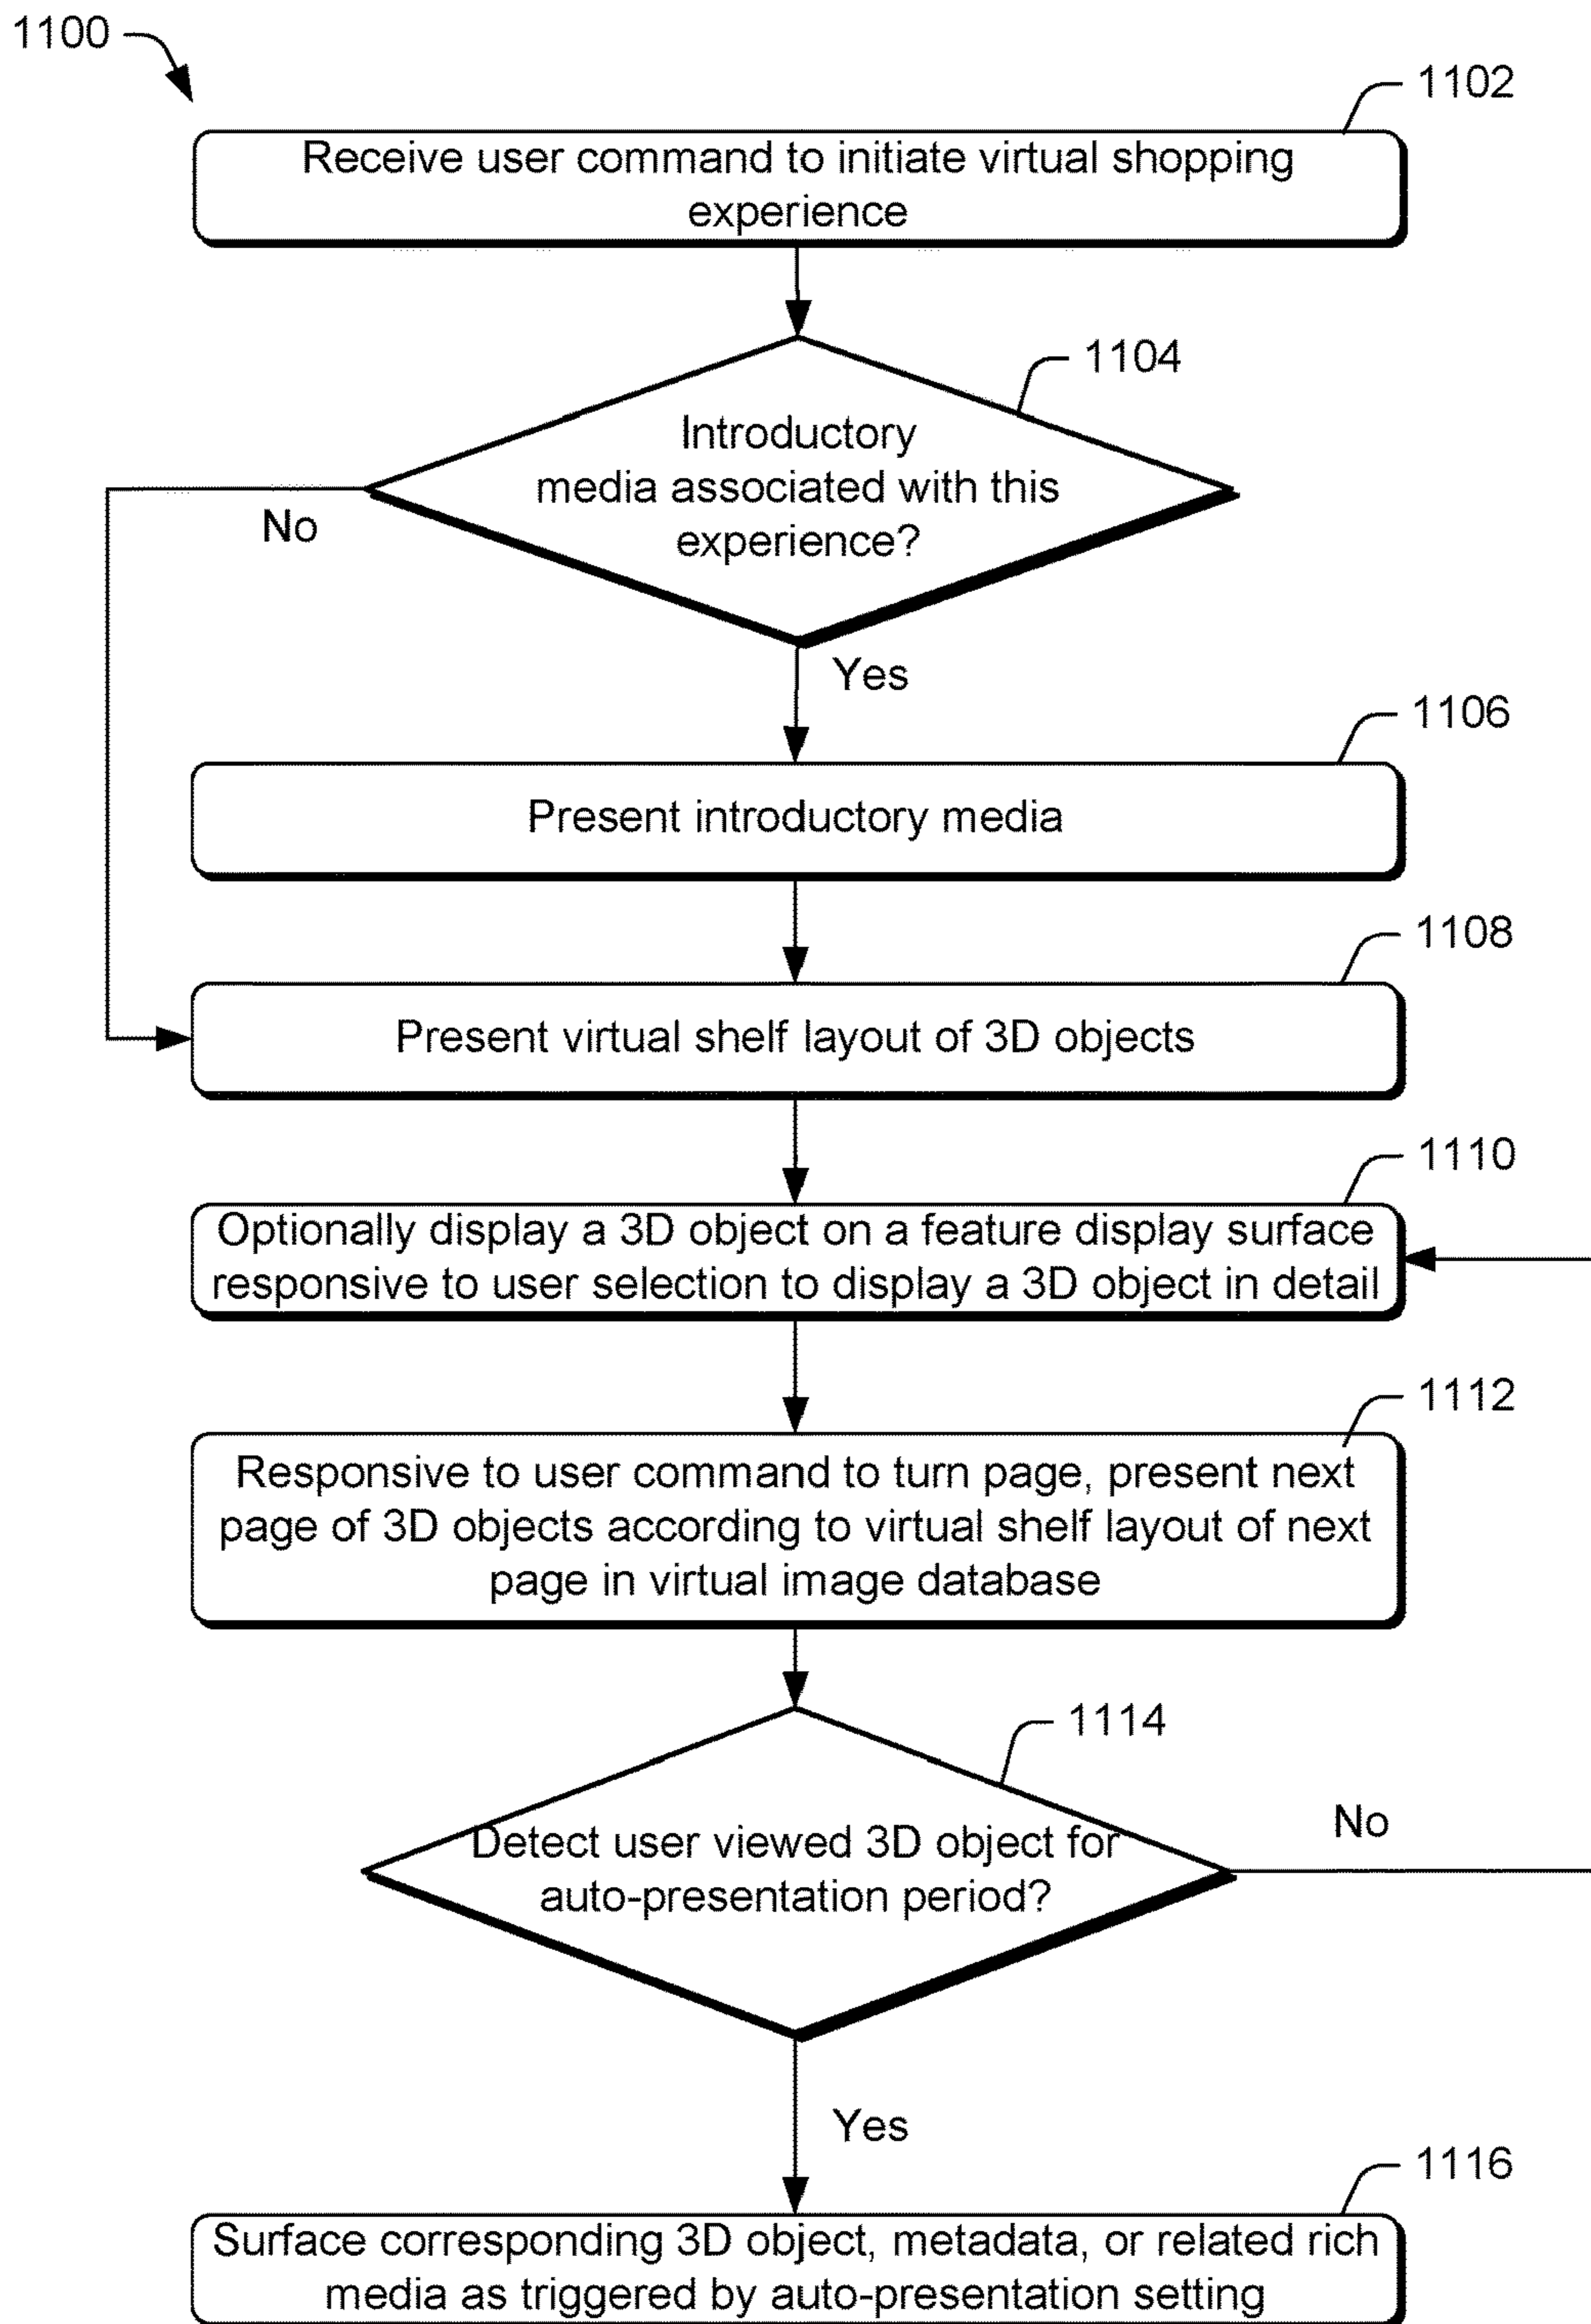 1100
1102
Receive user command to initiate virtual shopping
experience
1104
Introductory
media associated with this
experience?
No
Yes
1106
Present introductory media
1108
Present virtual shelf layout of 3D objects
1110
Optionally display a 3D object on a feature display surface
responsive to user selection to display a 3D object in detail
1112
Responsive to user command to turn page, present next
page of 3D objects according to virtual shelf layout of next
page in virtual image database
1114
Detect user viewed 3D object for
auto-presentation period?
No
Yes
1116
Surface corresponding 3D object, metadata, or related rich
media as triggered by auto-presentation setting